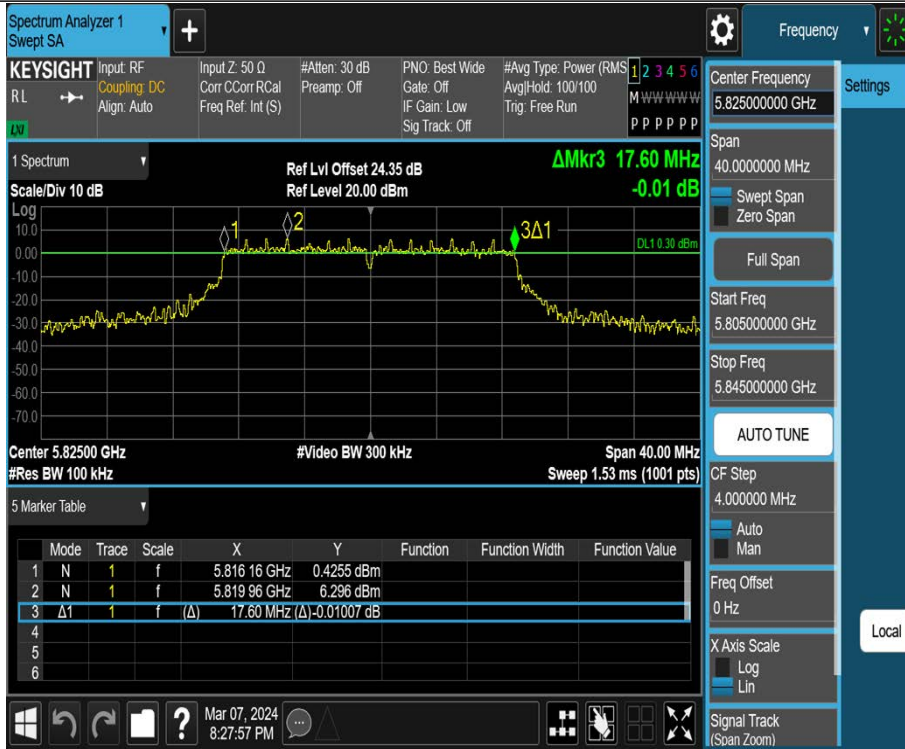 Spectrum Analyzer 1
Swept SA
+
Frequency
KEYSIGHT
RL
LXI
Input: RF
Coupling: DC
Align: Auto
Input Z: 50 Ω
Corr CCorr RCal
Freq Ref: Int (S)
#Atten: 30 dB
Preamp: Off
PNO: Best Wide
Gate: Off
IF Gain: Low
Sig Track: Off
#Avg Type: Power (RMS
Avg|Hold: 100/100
Trig: Free Run
1 2 3 4 5 6
M W W W W W
P P P P P P
1 Spectrum
Scale/Div 10 dB
Ref Lvl Offset 24.35 dB
Ref Level 20.00 dBm
ΔMkr3 17.60 MHz
-0.01 dB
Log
10.0
0.00
-10.0
-20.0
-30.0
-40.0
-50.0
-60.0
-70.0
1
2
3Δ1
DL1 0.30 dBm
Center 5.82500 GHz
#Video BW 300 kHz
Span 40.00 MHz
#Res BW 100 kHz
Sweep 1.53 ms (1001 pts)
5 Marker Table
Mode Trace Scale X Y Function Function Width Function Value
1 N 1 f 5.816 16 GHz 0.4255 dBm
2 N 1 f 5.819 96 GHz 6.296 dBm
3 Δ1 1 f (Δ) 17.60 MHz (Δ) -0.01007 dB
4
5
6
?
Mar 07, 2024
8:27:57 PM
Center Frequency
5.825000000 GHz
Span
40.0000000 MHz
Swept Span
Zero Span
Full Span
Start Freq
5.805000000 GHz
Stop Freq
5.845000000 GHz
AUTO TUNE
CF Step
4.000000 MHz
Auto
Man
Freq Offset
0 Hz
X Axis Scale
Log
Lin
Signal Track
(Span Zoom)
Settings
Local